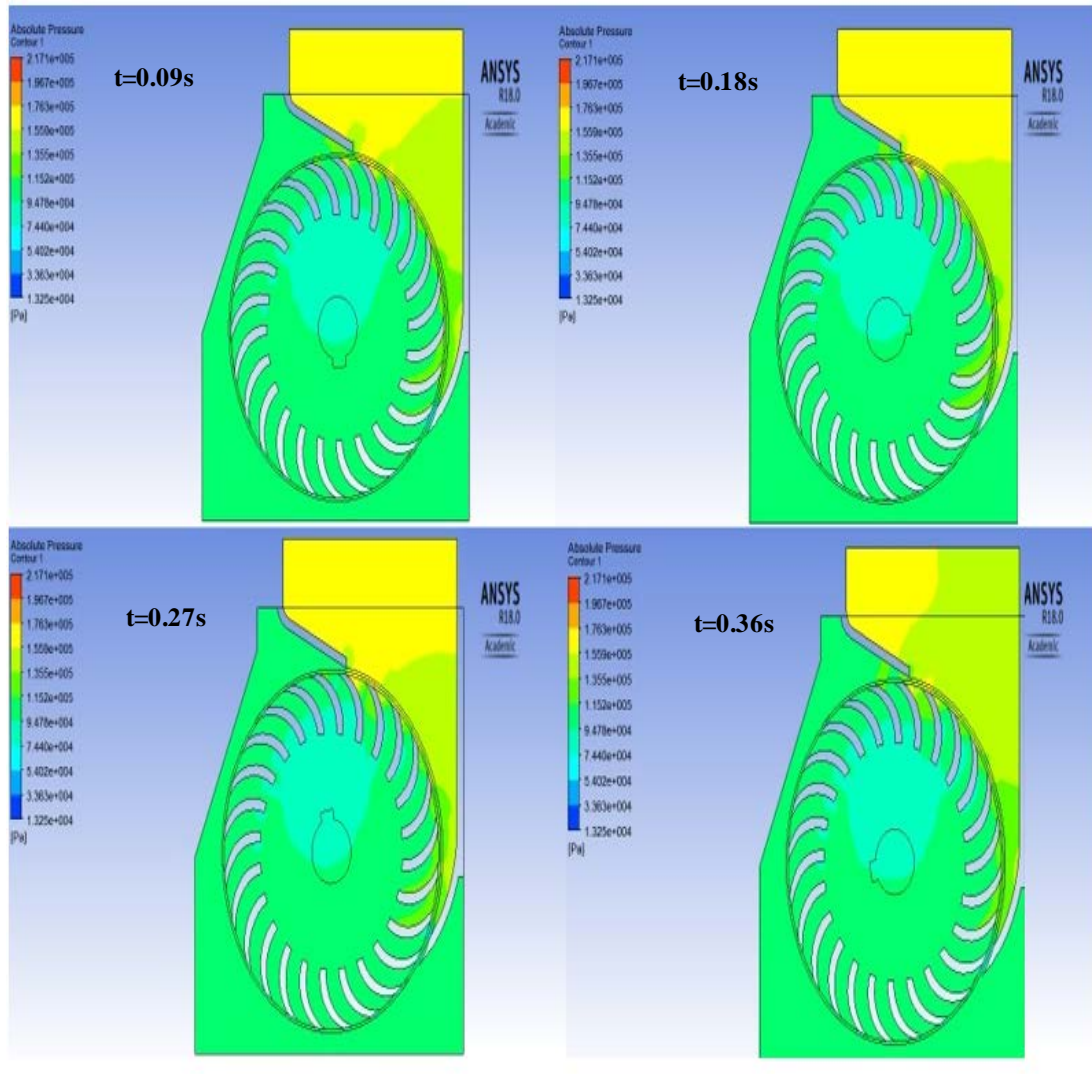 Absolute Pressure
Contour 1
2.171e+005
1.967e+005
1.763e+005
1.559e+005
1.355e+005
1.152e+005
9.478e+004
7.440e+004
5.402e+004
3.363e+004
1.325e+004
[Pa]
t=0.09s
ANSYS
R18.0
Academic
Absolute Pressure
Contour 1
2.171e+005
1.967e+005
1.763e+005
1.559e+005
1.355e+005
1.152e+005
9.478e+004
7.440e+004
5.402e+004
3.363e+004
1.325e+004
[Pa]
t=0.18s
ANSYS
R18.0
Academic
Absolute Pressure
Contour 1
2.171e+005
1.967e+005
1.763e+005
1.559e+005
1.355e+005
1.152e+005
9.478e+004
7.440e+004
5.402e+004
3.363e+004
1.325e+004
[Pa]
t=0.27s
ANSYS
R18.0
Academic
Absolute Pressure
Contour 1
2.171e+005
1.967e+005
1.763e+005
1.559e+005
1.355e+005
1.152e+005
9.478e+004
7.440e+004
5.402e+004
3.363e+004
1.325e+004
[Pa]
t=0.36s
ANSYS
R18.0
Academic